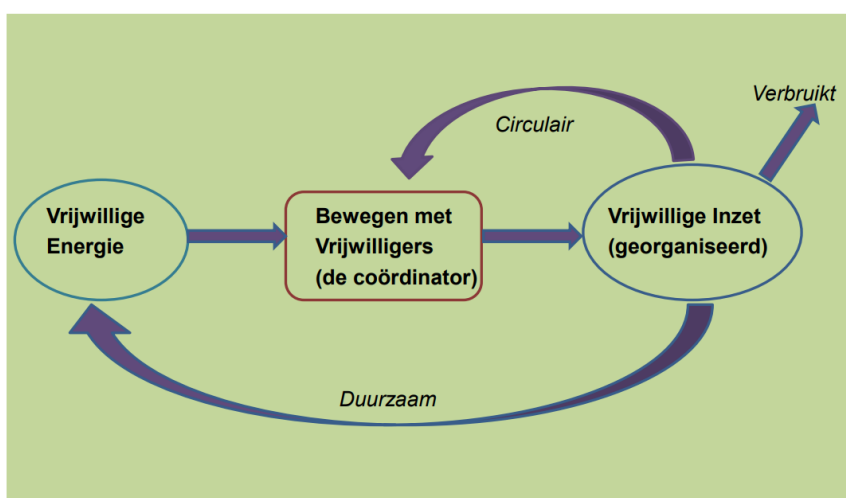 Verbruikt
Circulair
Vrijwillige
Energie
Bewegen met
Vrijwilligers
(de coördinator)
Vrijwillige Inzet
(georganiseerd)
Duurzaam